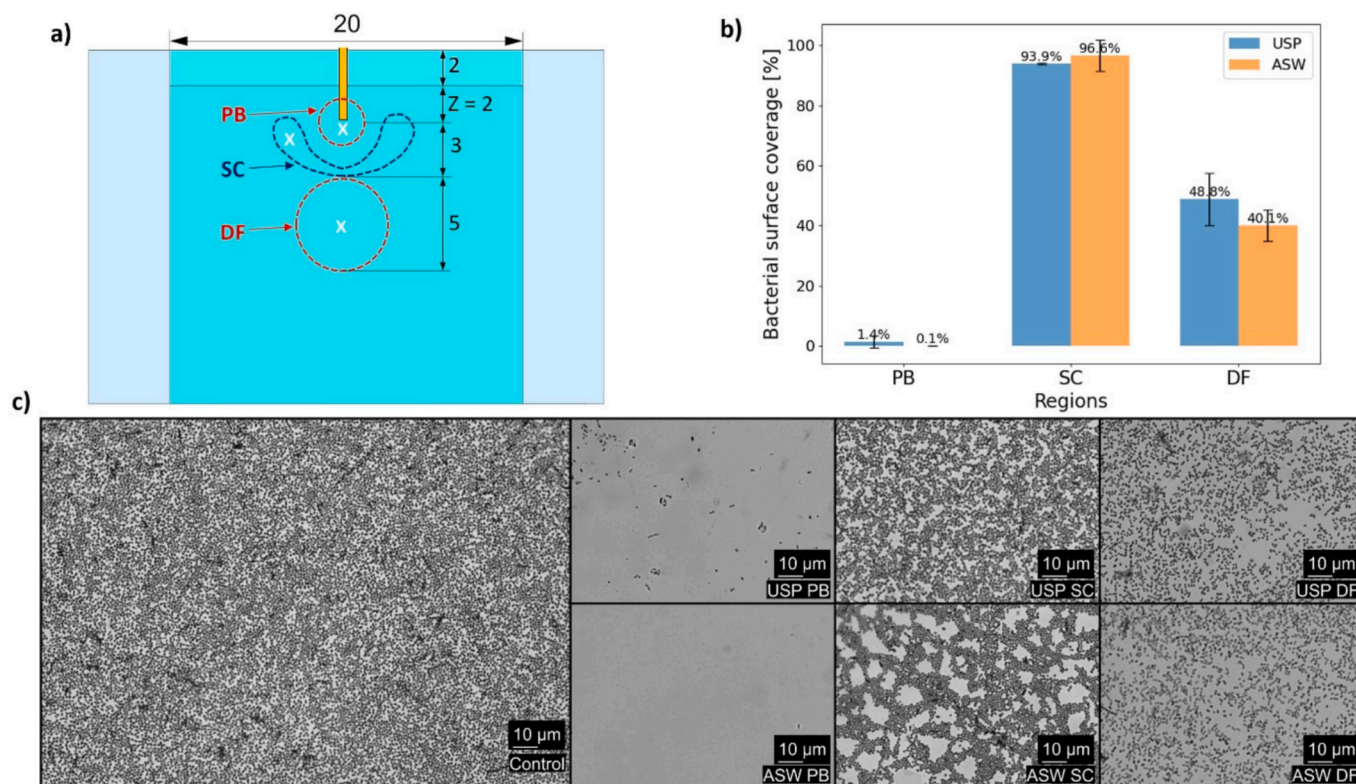 a)
20
2
PB
Z = 2
X
X
3
SC
DF
X
5
b)
Bacterial surface coverage [%]
100
80
60
40
20
0
USP
ASW
93.9%
96.6%
48.8%
40.1%
1.4%
0.1%
PB
SC
DF
Regions
c)
10 µm
Control
10 µm
USP PB
10 µm
USP SC
10 µm
USP DF
10 µm
ASW PB
10 µm
ASW SC
10 µm
ASW DF